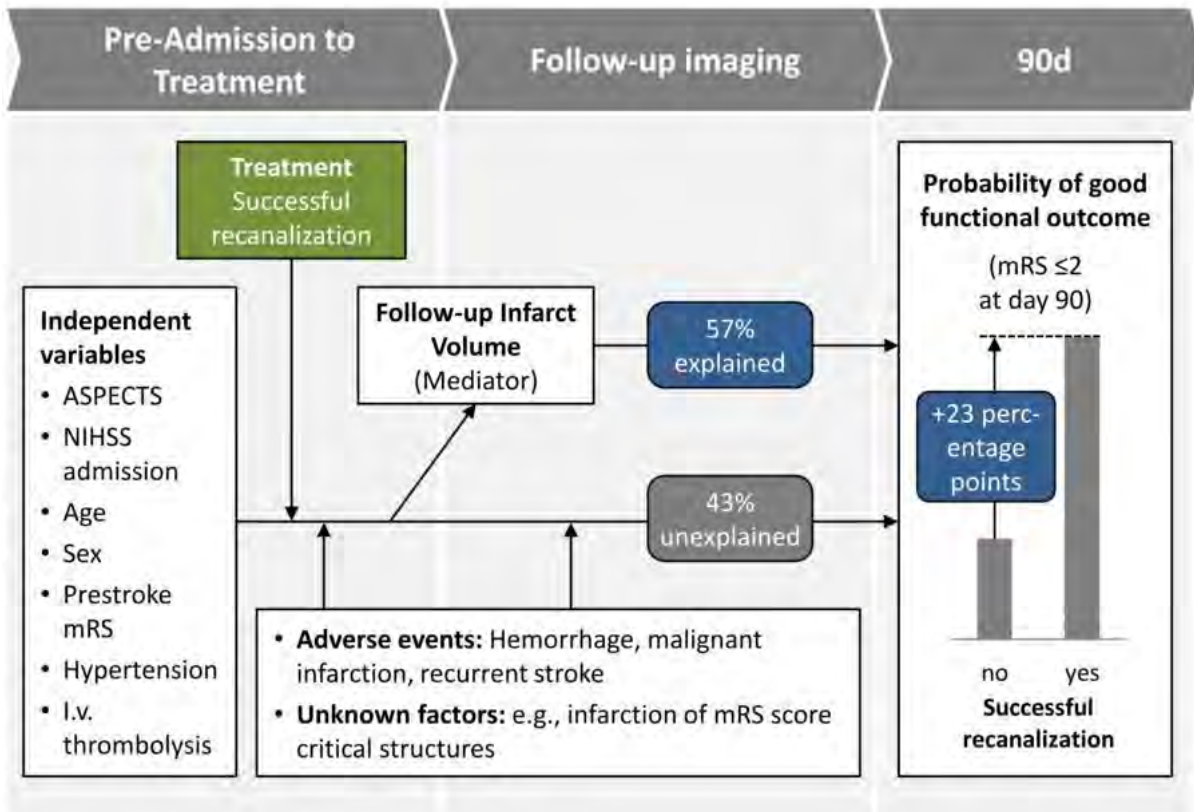 Pre-Admission to
Treatment
Follow-up imaging
90d
Treatment
Successful
recanalization
Independent
variables
• ASPECTS
• NIHSS
admission
• Age
• Sex
• Prestroke
mRS
• Hypertension
• I.v.
thrombolysis
Follow-up Infarct
Volume
(Mediator)
57%
explained
43%
unexplained
• Adverse events: Hemorrhage, malignant
infarction, recurrent stroke
• Unknown factors: e.g., infarction of mRS score
critical structures
Probability of good
functional outcome
(mRS ≤2
at day 90)
+23 perc-
entage
points
no yes
Successful
recanalization